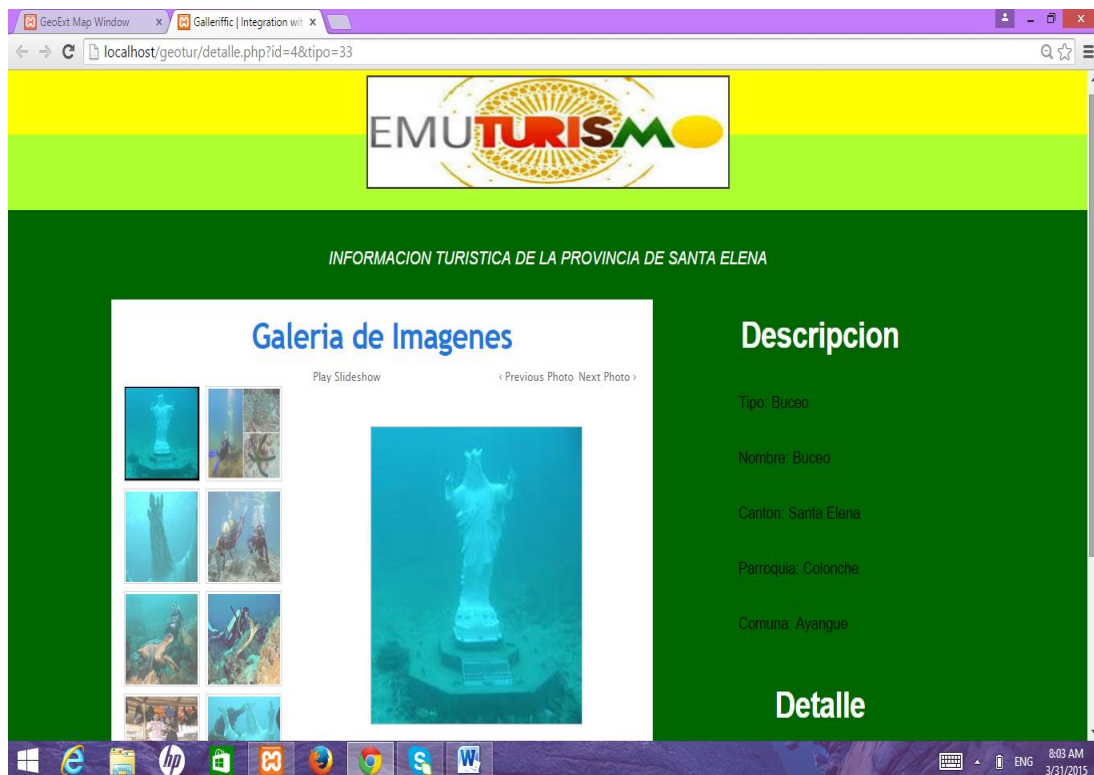 GeoExt Map Window
Galleriffic | Integration wit
localhost/geotur/detalle.php?id=4&tipo=33
EMUTURISMO
INFORMACION TURISTICA DE LA PROVINCIA DE SANTA ELENA
Galeria de Imagenes
Play Slideshow
‹ Previous Photo Next Photo ›
Descripcion
Tipo: Buceo
Nombre: Buceo
Canton: Santa Elena
Parroquia: Colonche
Comuna: Ayangue
Detalle
hp
ENG
8:03 AM
3/31/2015